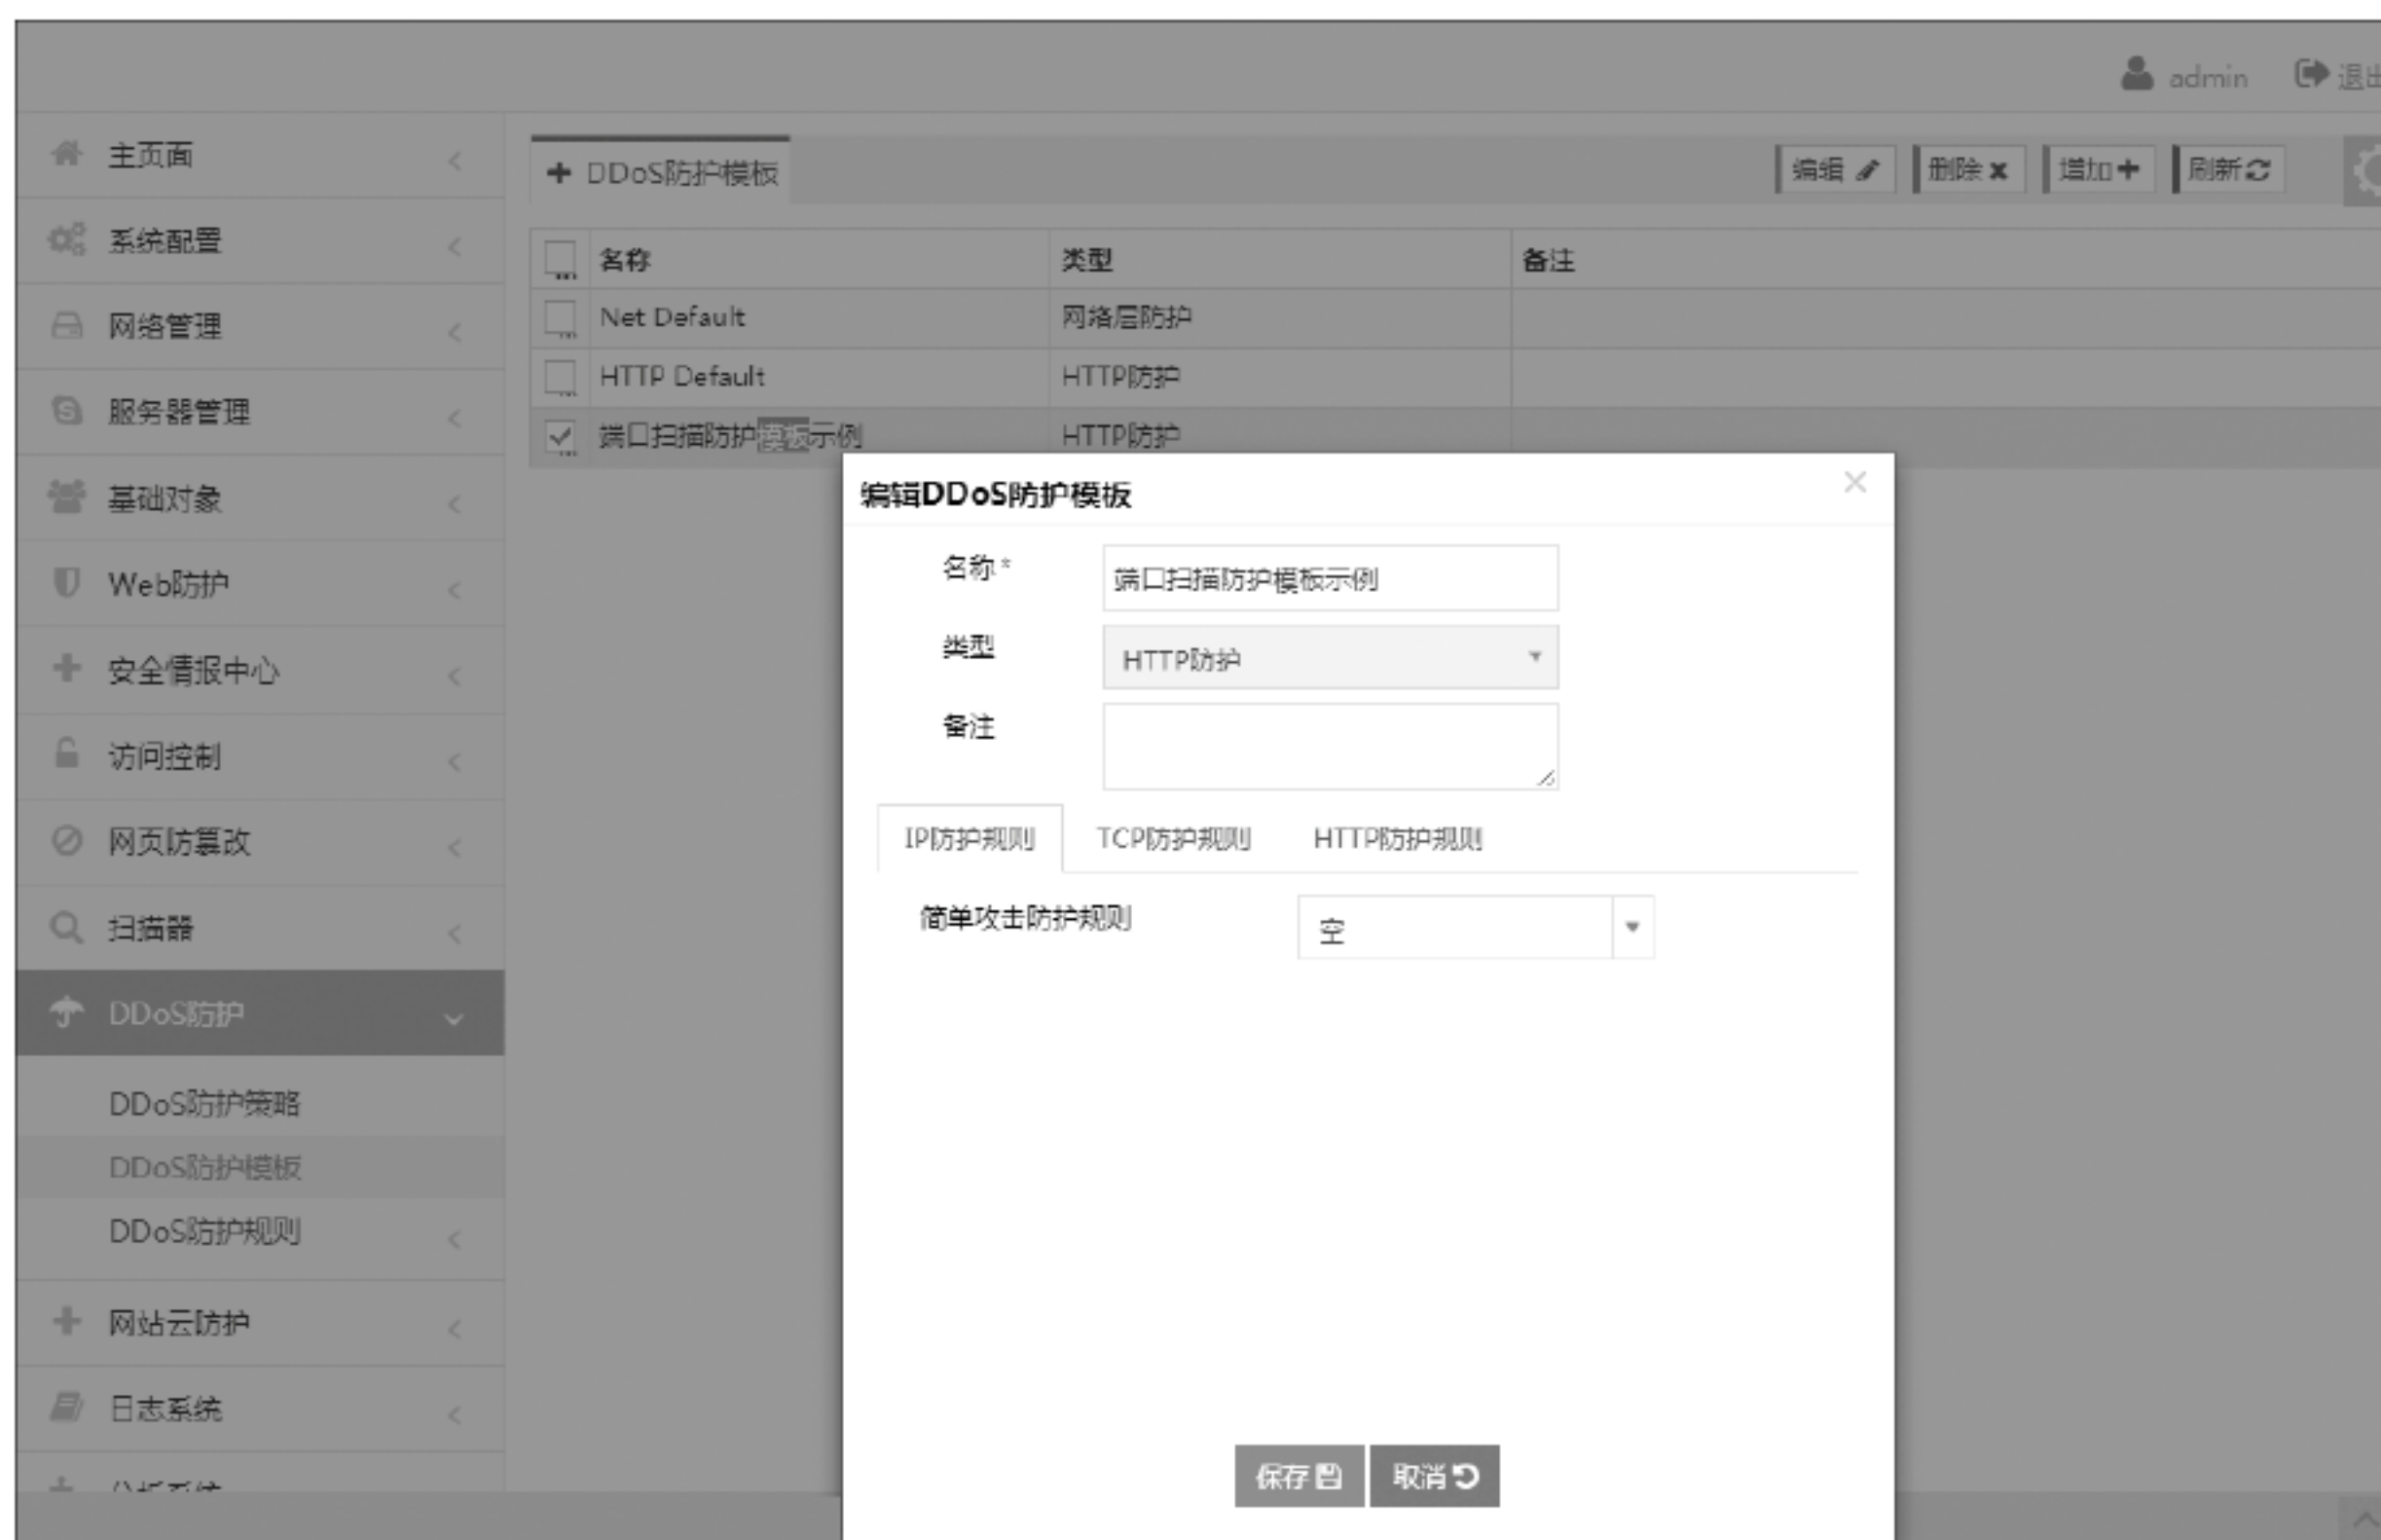 admin 退出
主页面
系统配置
网络管理
服务器管理
基础对象
Web防护
安全情报中心
访问控制
网页防篡改
扫描器
DDoS防护
DDoS防护策略
DDoS防护模板
DDoS防护规则
网站云防护
日志系统
DDoS防护模板
编辑 删除 增加 刷新
名称 类型 备注
Net Default 网络层防护
HTTP Default HTTP防护
端口扫描防护模板示例 HTTP防护
编辑DDoS防护模板
名称* 端口扫描防护模板示例
类型 HTTP防护
备注
IP防护规则 TCP防护规则 HTTP防护规则
简单攻击防护规则 空
保存 取消